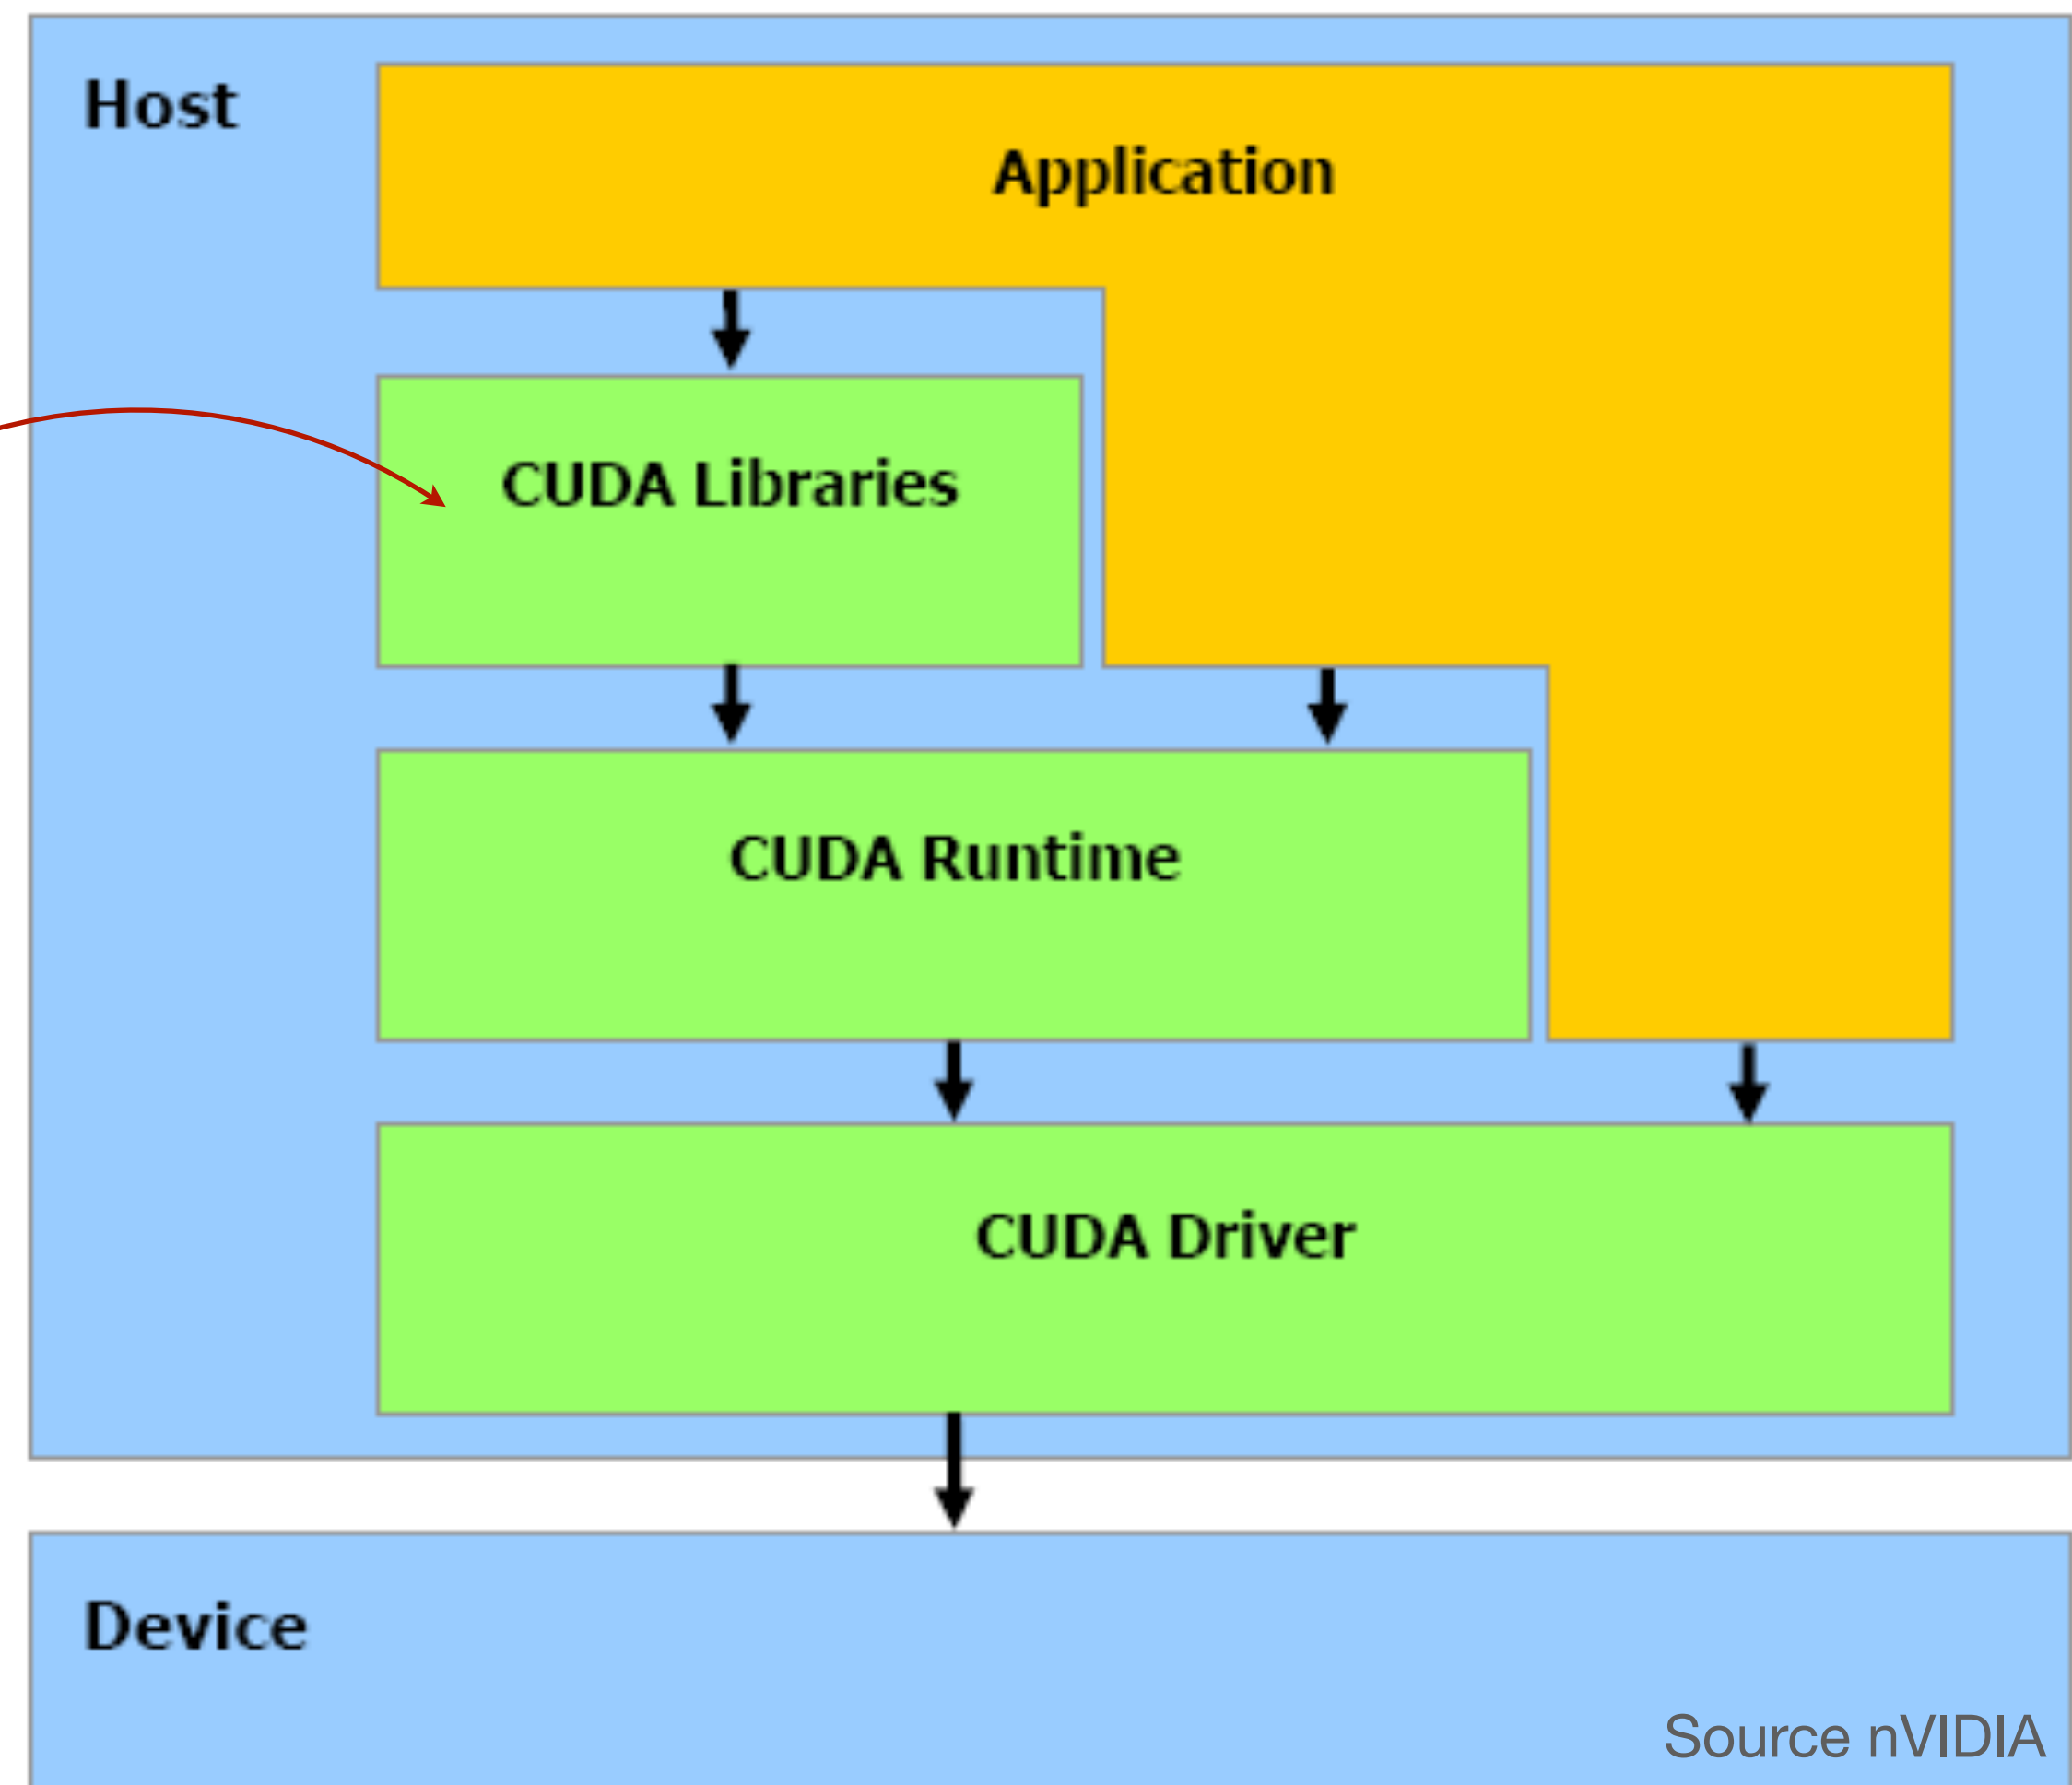 Host
Application
CUDA Libraries
CUDA Runtime
CUDA Driver
Device
Source nVIDIA